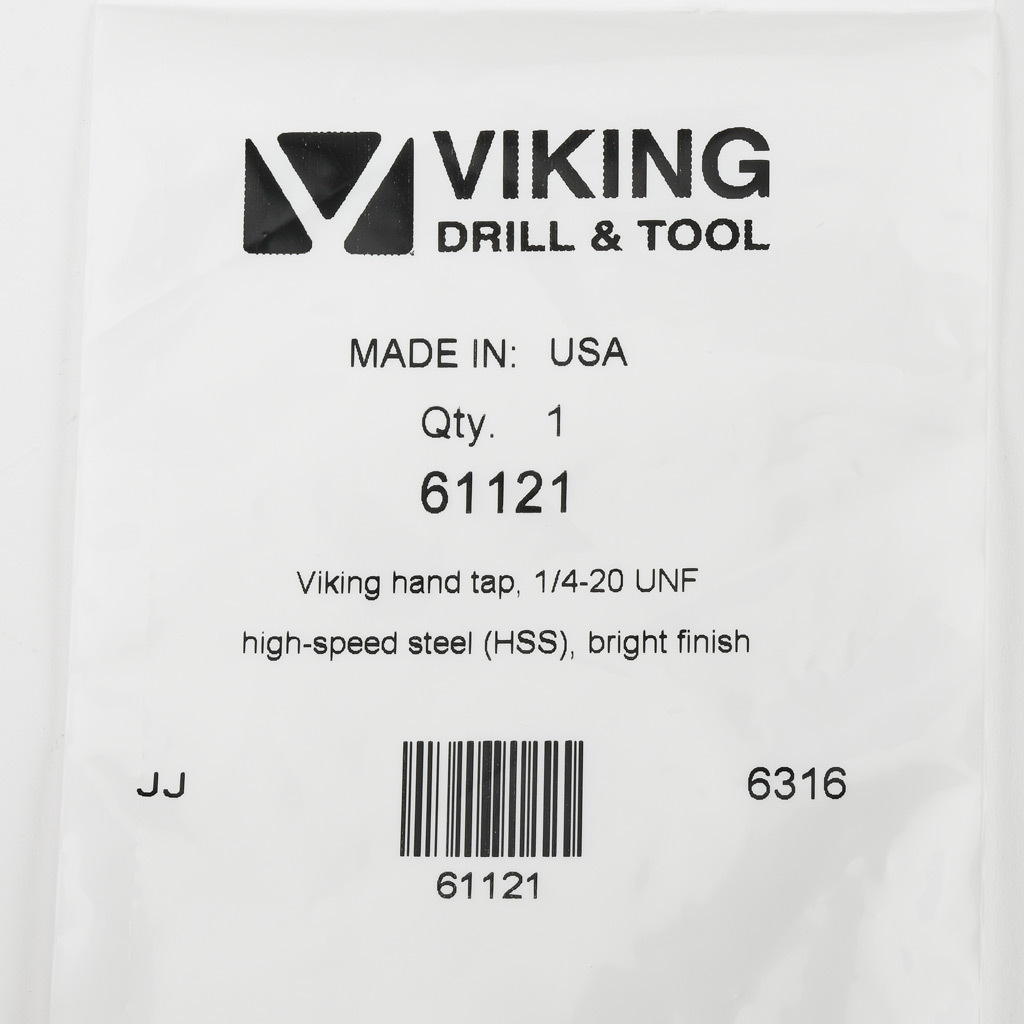 VIKING
DRILL & TOOL
MADE IN: USA
Qty. 1
61121
Viking hand tap, 1/4-20 UNF
high-speed steel (HSS), bright finish
JJ
6316
61121